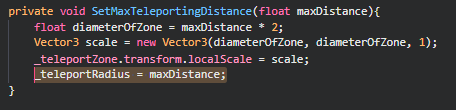 private void SetMaxTeleportingDistance(float maxDistance){
    float diameterOfZone = maxDistance * 2;
    Vector3 scale = new Vector3(diameterOfZone, diameterOfZone, 1);
    _teleportZone.transform.localScale = scale;
    _teleportRadius = maxDistance;
}